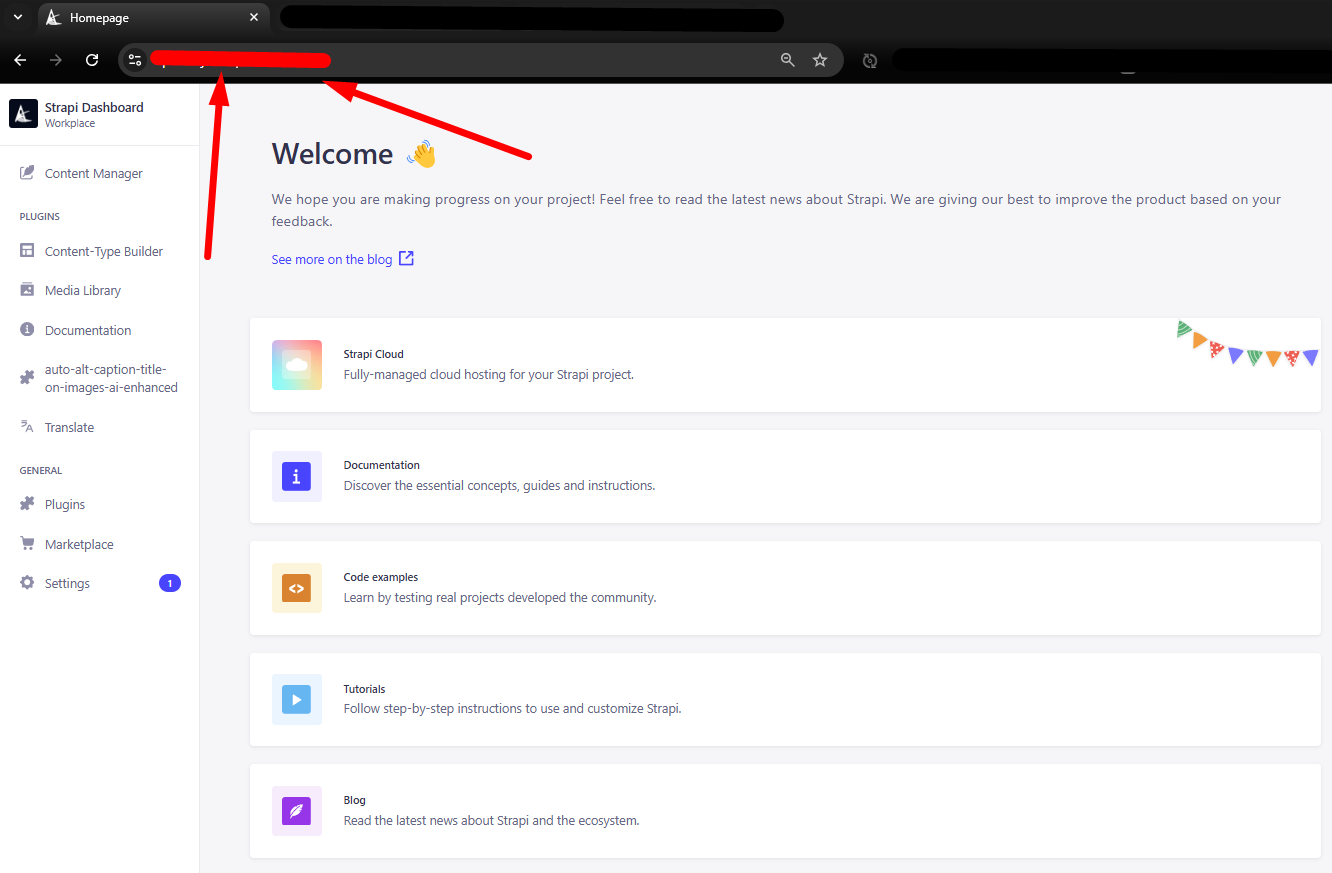 Homepage
Strapi Dashboard
Workplace
Content Manager
PLUGINS
Content-Type Builder
Media Library
Documentation
auto-alt-caption-title-
on-images-ai-enhanced
Translate
GENERAL
Plugins
Marketplace
Settings
1
Welcome
We hope you are making progress on your project! Feel free to read the latest news about Strapi. We are giving our best to improve the product based on your
feedback.
See more on the blog
Strapi Cloud
Fully-managed cloud hosting for your Strapi project.
Documentation
Discover the essential concepts, guides and instructions.
Code examples
Learn by testing real projects developed the community.
Tutorials
Follow step-by-step instructions to use and customize Strapi.
Blog
Read the latest news about Strapi and the ecosystem.